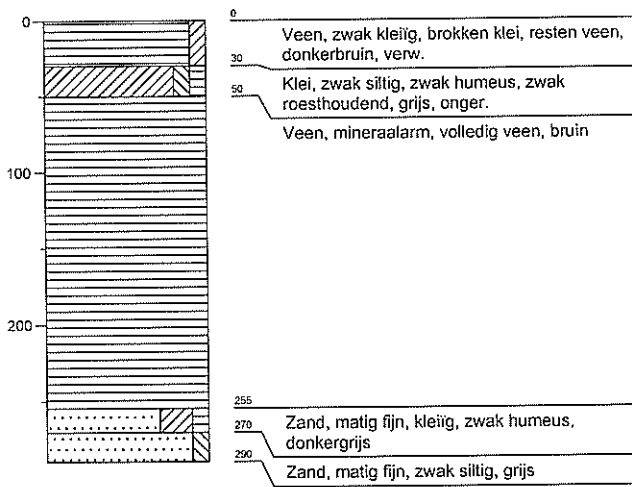 0
0
Veen, zwak kleiïg, brokken klei, resten veen,
donkerbruin, verw.
30
Klei, zwak siltig, zwak humeus, zwak
roesthoudend, grijs, onger.
50
Veen, mineraalarm, volledig veen, bruin
100
200
255
Zand, matig fijn, kleiïg, zwak humeus,
donkergrijs
270
290
Zand, matig fijn, zwak siltig, grijs